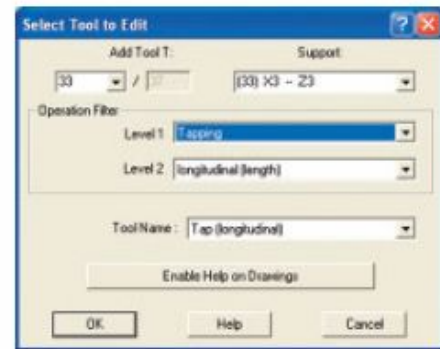 Select Tool to Edit
Add Tool T: Support
33 / (33) X3 -- Z3
Operation Filter
Level 1 Tapping
Level 2 longitudinal (length)
Tool Name : Tap (longitudinal)
Enable Help on Drawings
OK Help Cancel